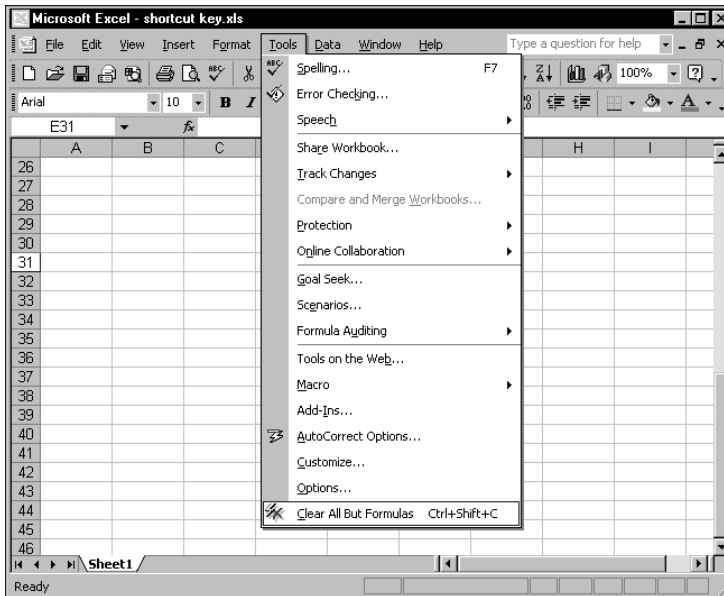 Microsoft Excel - shortcut key.xls
File Edit View Insert Format Tools Data Window Help Type a question for help
ABC ABC
Arial 10 B I 100%
E31 fx
A B C H I
Spelling... F7
Error Checking...
Speech
Share Workbook...
Track Changes
Compare and Merge Workbooks...
Protection
Online Collaboration
Goal Seek...
Scenarios...
Formula Auditing
Tools on the Web...
Macro
Add-Ins...
AutoCorrect Options...
Customize...
Options...
Clear All But Formulas Ctrl+Shift+C
26
27
28
29
30
31
32
33
34
35
36
37
38
39
40
41
42
43
44
45
46
Sheet1
Ready